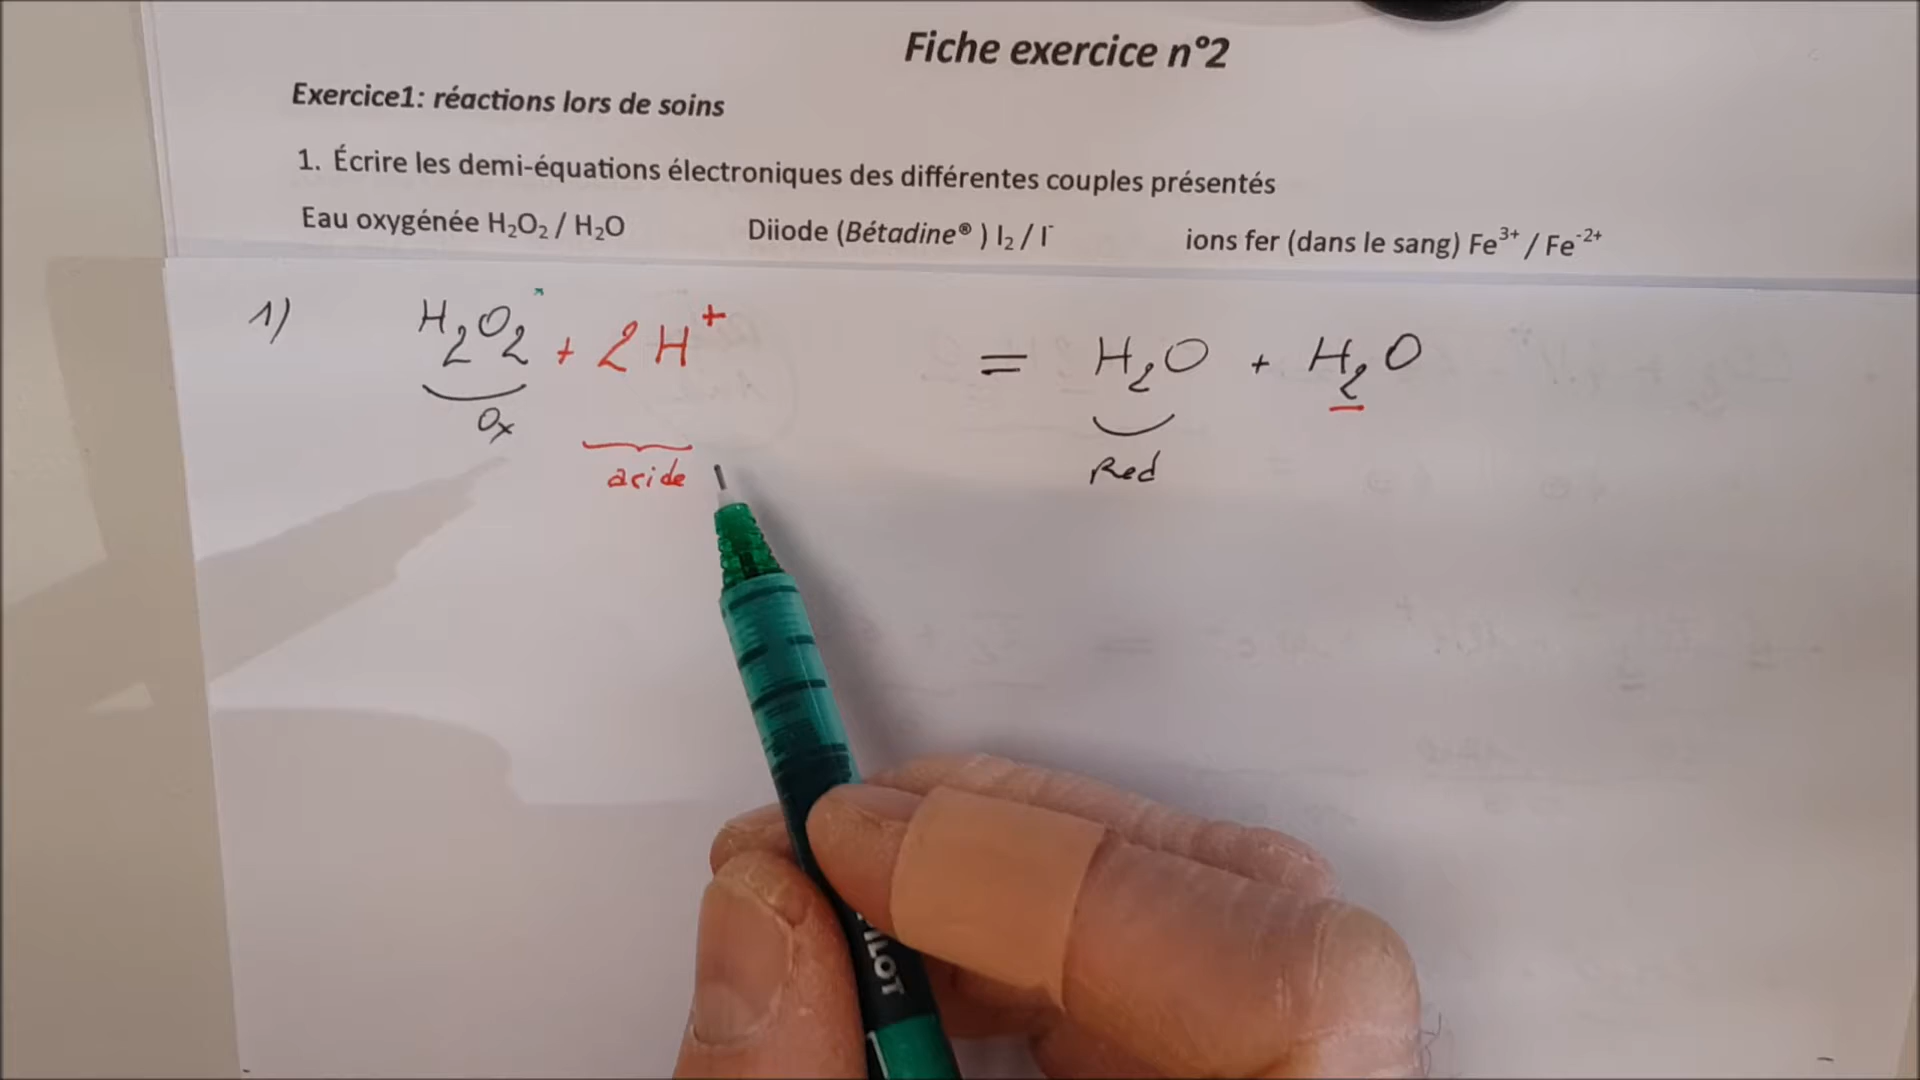 Fiche exercice n°2
Exercice1: réactions lors de soins
1. Écrire les demi-équations électroniques des différentes couples présentés
Eau oxygénée H₂O₂ / H₂O Diiode (Bétadine® ) I₂ / I⁻ ions fer (dans le sang) Fe³⁺ / Fe⁻²⁺
1) H₂O₂ + 2H⁺ = H₂O + H₂O
Ox acide Red
PILOT